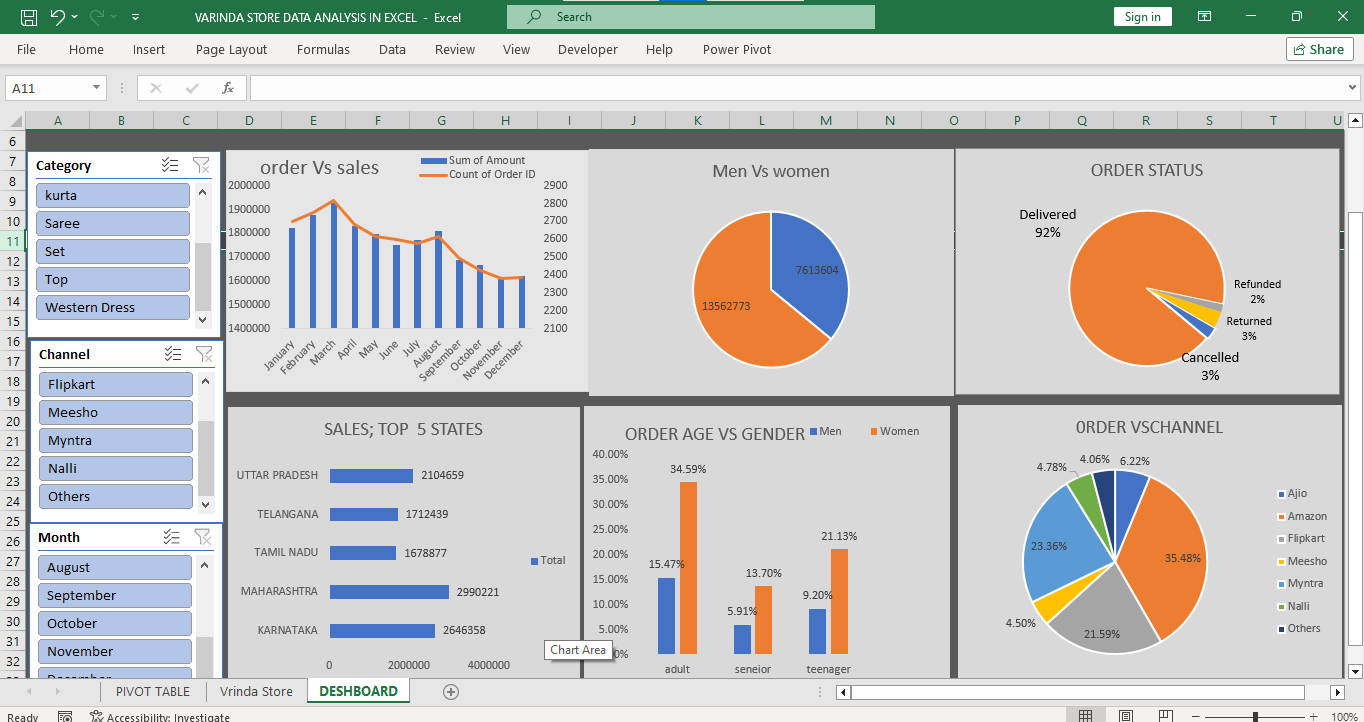 VARINDA STORE DATA ANALYSIS IN EXCEL - Excel
Search
Sign in
File Home Insert Page Layout Formulas Data Review View Developer Help Power Pivot
Share
A11
fx
A B C D E F G H I J K L M N O P Q R S T U
6
7
8
9
10
11
12
13
14
15
16
17
18
19
20
21
22
23
24
25
26
27
28
29
30
31
32
Category
kurta
Saree
Set
Top
Western Dress
Channel
Flipkart
Meesho
Myntra
Nalli
Others
Month
August
September
October
November
December
order Vs sales
Sum of Amount
Count of Order ID
2000000
1900000
1800000
1700000
1600000
1500000
1400000
2900
2800
2700
2600
2500
2400
2300
2200
2100
January
February
March
April
May
June
July
August
September
October
November
December
Men Vs women
7613604
13562773
ORDER STATUS
Delivered
92%
Refunded
2%
Returned
3%
Cancelled
3%
SALES; TOP 5 STATES
UTTAR PRADESH 2104659
TELANGANA 1712439
TAMIL NADU 1678877
MAHARASHTRA 2990221
KARNATAKA 2646358
0 2000000 4000000
Total
Chart Area
ORDER AGE VS GENDER
Men Women
40.00%
35.00%
30.00%
25.00%
20.00%
15.00%
10.00%
5.00%
0%
15.47%
34.59%
5.91%
13.70%
9.20%
21.13%
adult seneior teenager
0RDER VSCHANNEL
4.78%
4.06%
6.22%
35.48%
23.36%
4.50%
21.59%
Ajio
Amazon
Flipkart
Meesho
Myntra
Nalli
Others
PIVOT TABLE Vrinda Store DESHBOARD
Ready
Accessibility: Investigate
100%